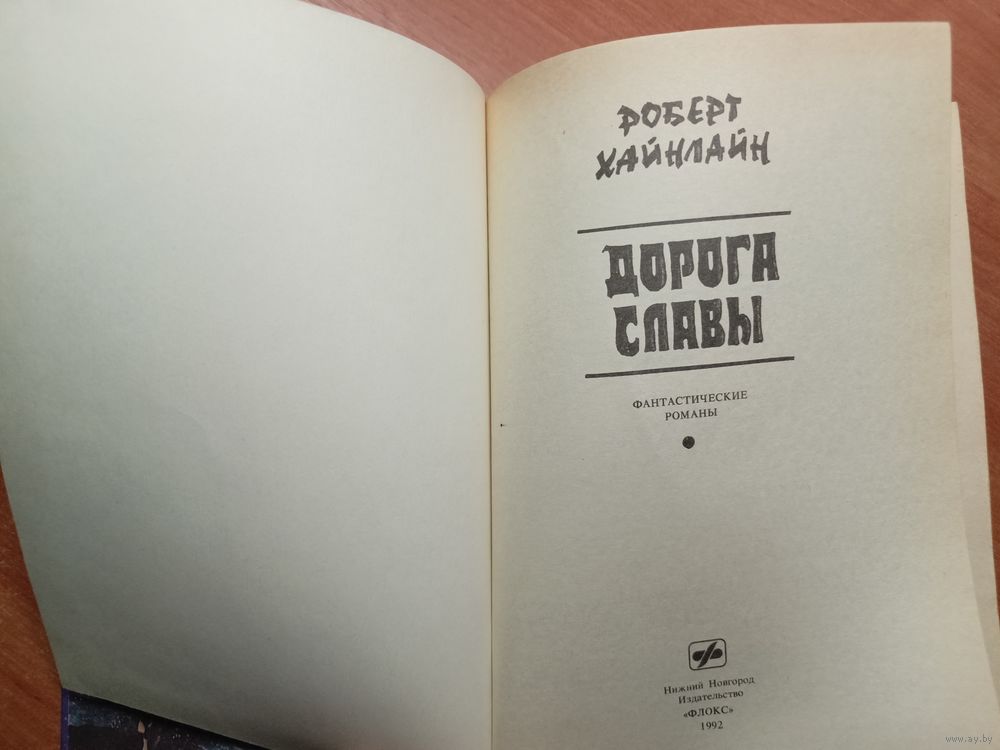 РОБЕРТ
ХАЙНЛАЙН
ДОРОГА
СЛАВЫ
ФАНТАСТИЧЕСКИЕ
РОМАНЫ
Нижний Новгород
Издательство
«ФЛОКС»
1992
www.ay.by